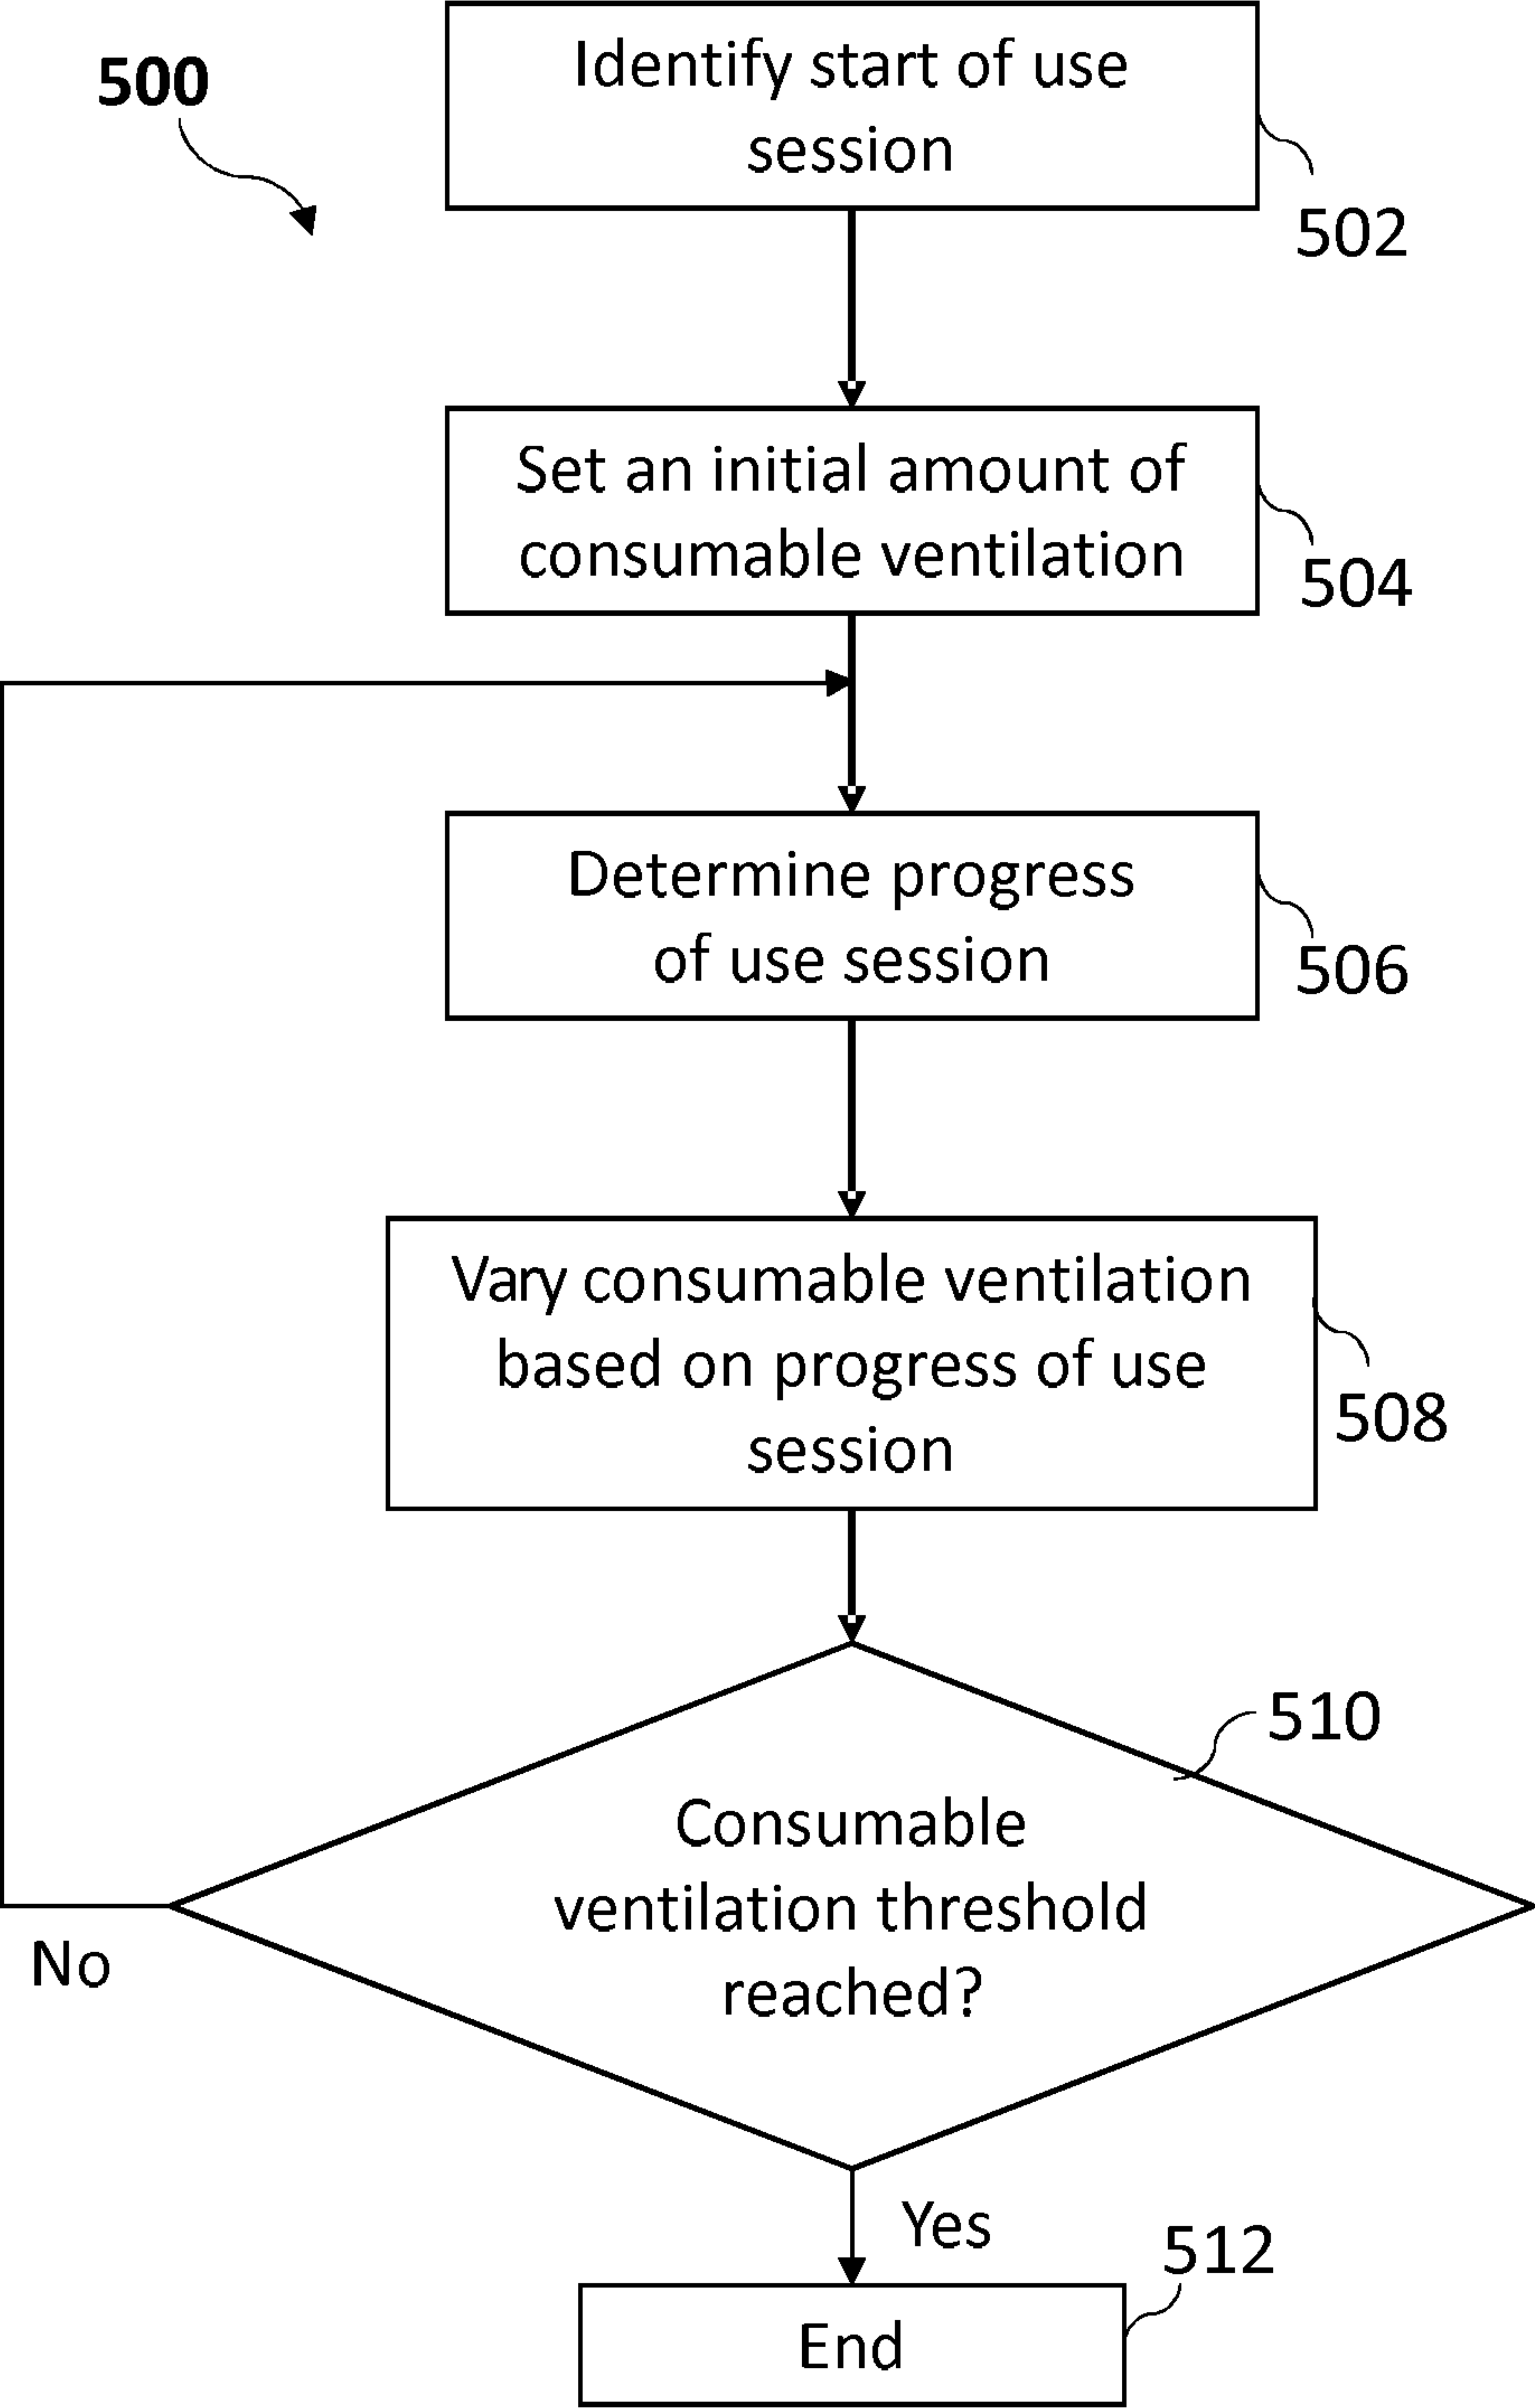 500
Identify start of use
session
502
Set an initial amount of
consumable ventilation
504
Determine progress
of use session
506
Vary consumable ventilation
based on progress of use
session
508
510
Consumable
ventilation threshold
reached?
No
Yes
512
End